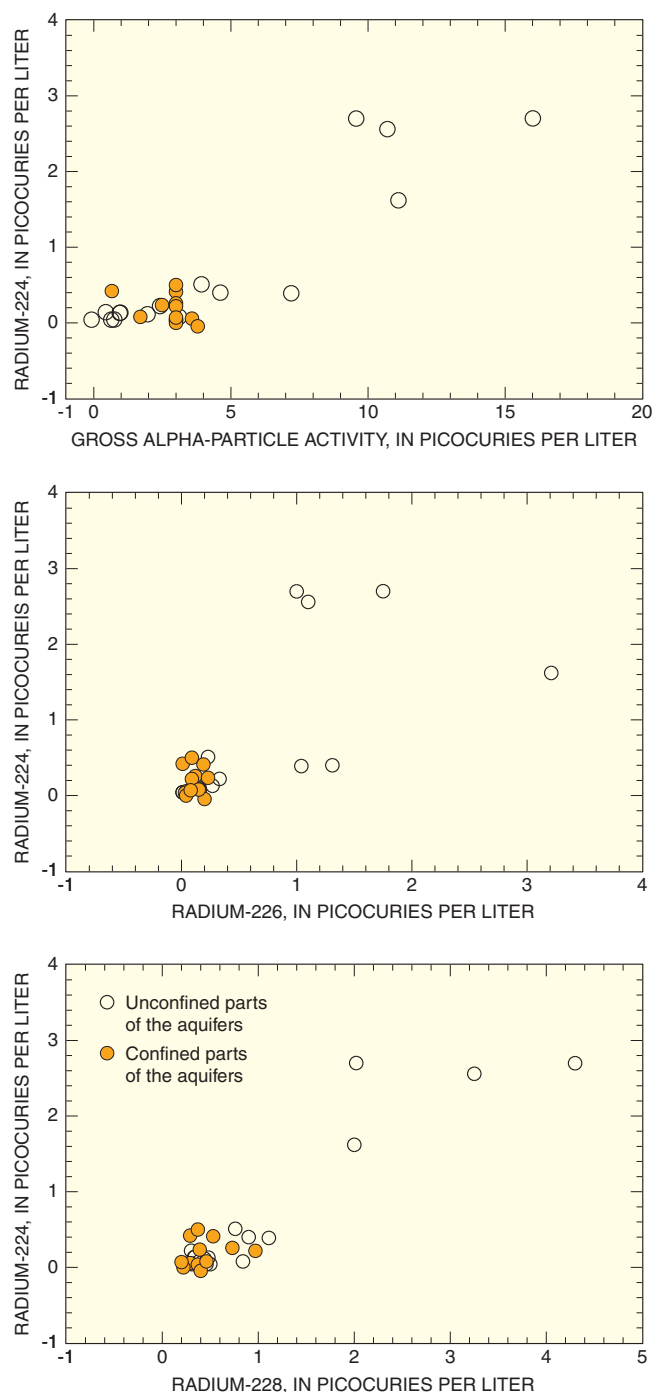 4
3
2
1
0
-1
RADIUM-224, IN PICOCURIES PER LITER
-1 0 5 10 15 20
GROSS ALPHA-PARTICLE ACTIVITY, IN PICOCURIES PER LITER
4
3
2
1
0
-1
RADIUM-224, IN PICOCUREIS PER LITER
-1 0 1 2 3 4
RADIUM-226, IN PICOCURIES PER LITER
4
3
2
1
0
-1
RADIUM-224, IN PICOCURIES PER LITER
Unconfined parts
of the aquifers
Confined parts
of the aquifers
-1 0 1 2 3 4 5
RADIUM-228, IN PICOCURIES PER LITER